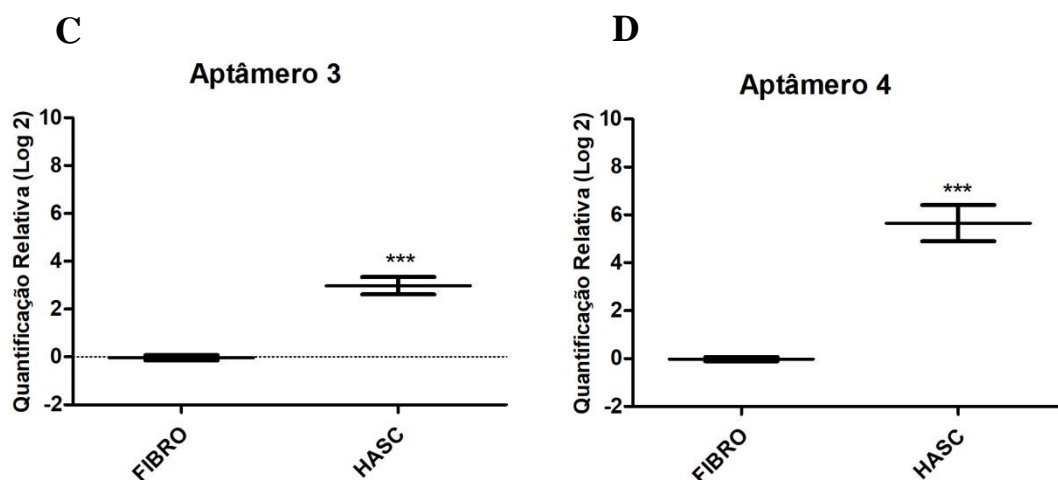 C
Aptâmero 3
Quantificação Relativa (Log 2)
10
8
6
4
2
0
-2
***
FIBRO
HASC
D
Aptâmero 4
Quantificação Relativa (Log 2)
10
8
6
4
2
0
-2
***
FIBRO
HASC